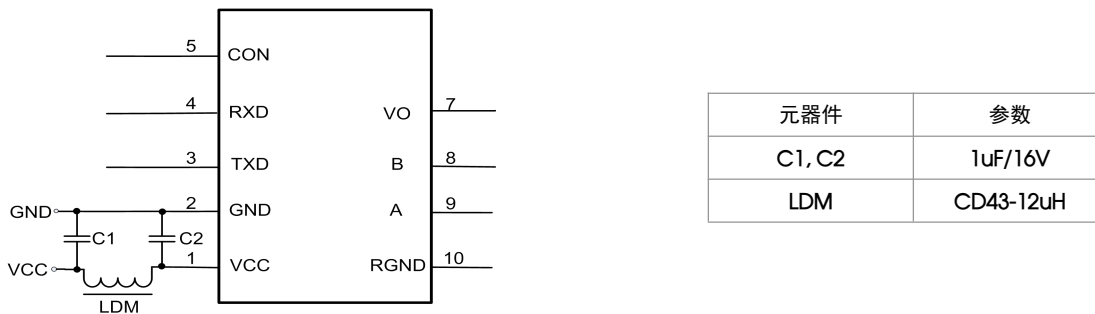 5 CON
4 RXD
VO 7
3 TXD
B 8
GND 2 GND
A 9
C1 C2
VCC 1 VCC
RGND 10
LDM
元器件 参数
C1, C2 1uF/16V
LDM CD43-12uH